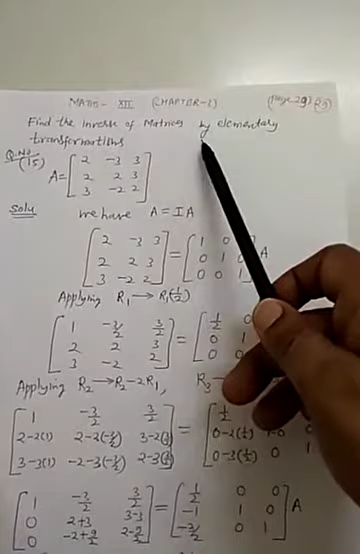 MATHS- XII (CHAPTER-2) (Page 29)
Find the inverse of Matrices by elementary
transformations
Q.No (15) A = [ 2 -3 3
2 2 3
3 -2 2 ]
Soln we have A = IA
[ 2 -3 3
2 2 3
3 -2 2 ] = [ 1 0
0 1 0
0 0 1 ] A
Applying R1 → R1(1/2)
[ 1 -3/2 3/2
2 2 3
3 -2 2 ] = [ 1/2 0
0 1
0 0
Applying R2 → R2-2R1, R3 →
[ 1 -3/2 3/2
2-2(1) 2-2(-3/2) 3-2(3/2)
3-3(1) -2-3(-3/2) 2-3(3/2) ] = [ 1/2
0-2(1/2) 1-0
0-3(1/2) 0 1
[ 1 -3/2 3/2
0 2+3 3-3
0 -2+9/2 2-9/2 ] = [ 1/2 0 0
-1 1 0
-3/2 0 1 ] A